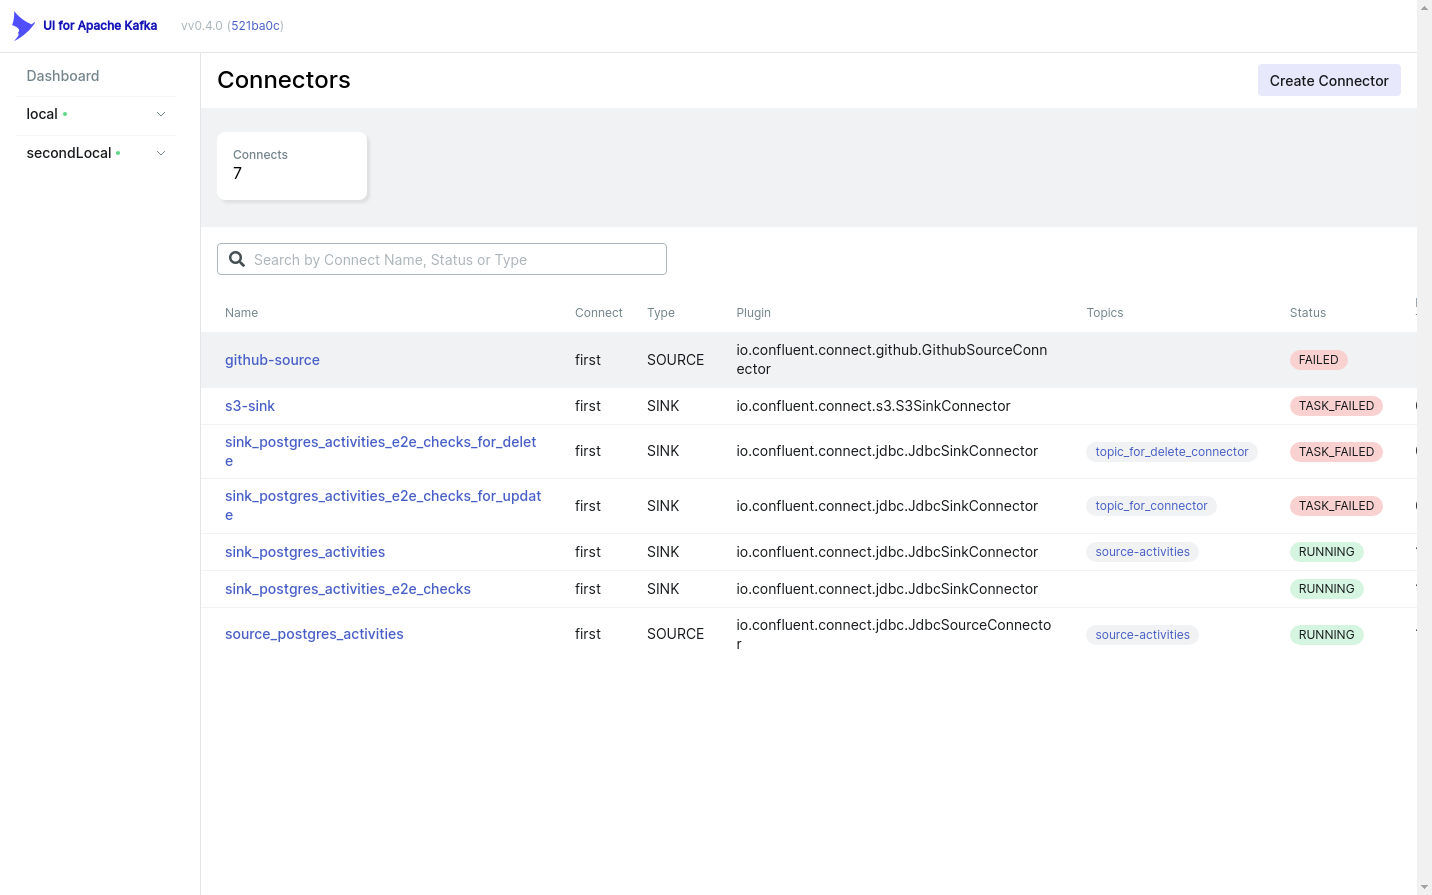 UI for Apache Kafka vv0.4.0 (521ba0c)
Dashboard
local
secondLocal
Connectors
Create Connector
Connects
7
Search by Connect Name, Status or Type
Name Connect Type Plugin Topics Status
github-source first SOURCE io.confluent.connect.github.GithubSourceConn
ector FAILED
s3-sink first SINK io.confluent.connect.s3.S3SinkConnector TASK_FAILED
sink_postgres_activities_e2e_checks_for_delet
e first SINK io.confluent.connect.jdbc.JdbcSinkConnector topic_for_delete_connector TASK_FAILED
sink_postgres_activities_e2e_checks_for_updat
e first SINK io.confluent.connect.jdbc.JdbcSinkConnector topic_for_connector TASK_FAILED
sink_postgres_activities first SINK io.confluent.connect.jdbc.JdbcSinkConnector source-activities RUNNING
sink_postgres_activities_e2e_checks first SINK io.confluent.connect.jdbc.JdbcSinkConnector RUNNING
source_postgres_activities first SOURCE io.confluent.connect.jdbc.JdbcSourceConnecto
r source-activities RUNNING